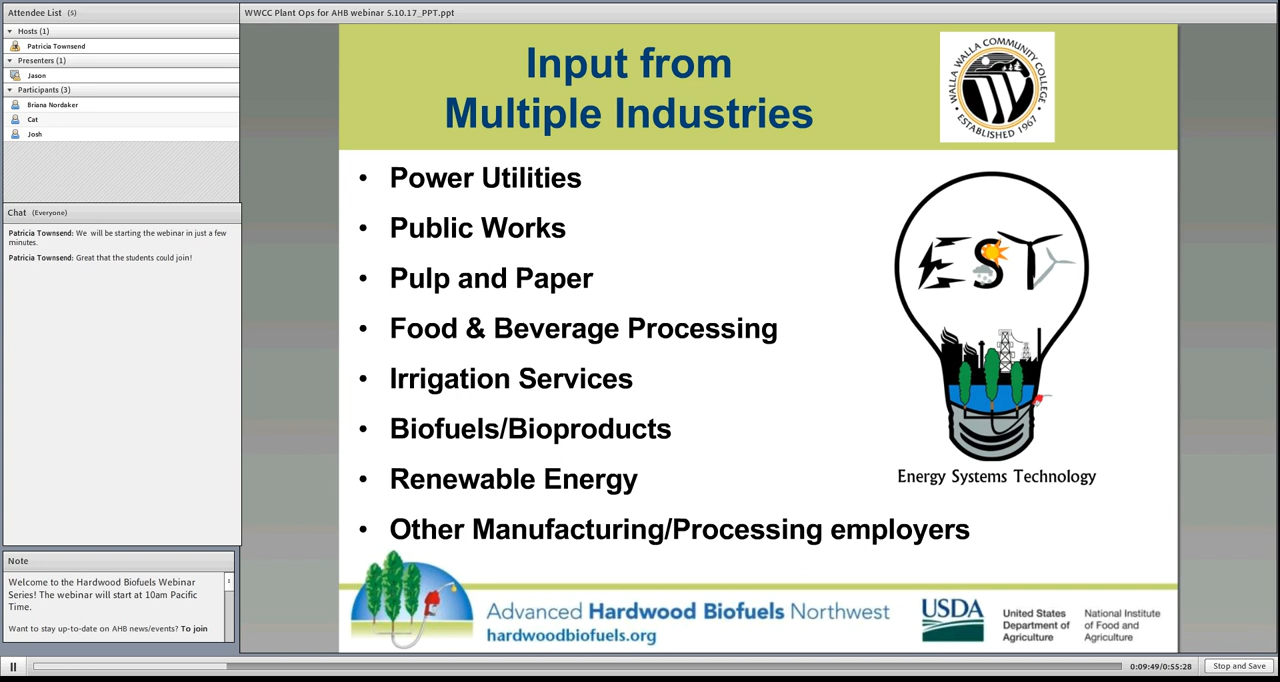 Attendee List (5)
WWCC Plant Ops for AHB webinar 5.10.17_PPT.ppt
Hosts (1)
Patricia Townsend
Presenters (1)
Jason
Participants (3)
Briana Nordaker
Cat
Josh
Chat (Everyone)
Patricia Townsend: We will be starting the webinar in just a few
minutes.
Patricia Townsend: Great that the students could join!
Note
Welcome to the Hardwood Biofuels Webinar
Series! The webinar will start at 10am Pacific
Time.
Want to stay up-to-date on AHB news/events? To join
Input from
Multiple Industries
WALLA WALLA COMMUNITY COLLEGE
• ESTABLISHED 1967 •
• Power Utilities
• Public Works
• Pulp and Paper
• Food & Beverage Processing
• Irrigation Services
• Biofuels/Bioproducts
• Renewable Energy
• Other Manufacturing/Processing employers
EST
Energy Systems Technology
Advanced Hardwood Biofuels Northwest
hardwoodbiofuels.org
USDA
United States
Department of
Agriculture
National Institute
of Food and
Agriculture
0:09:49/0:55:28
Stop and Save